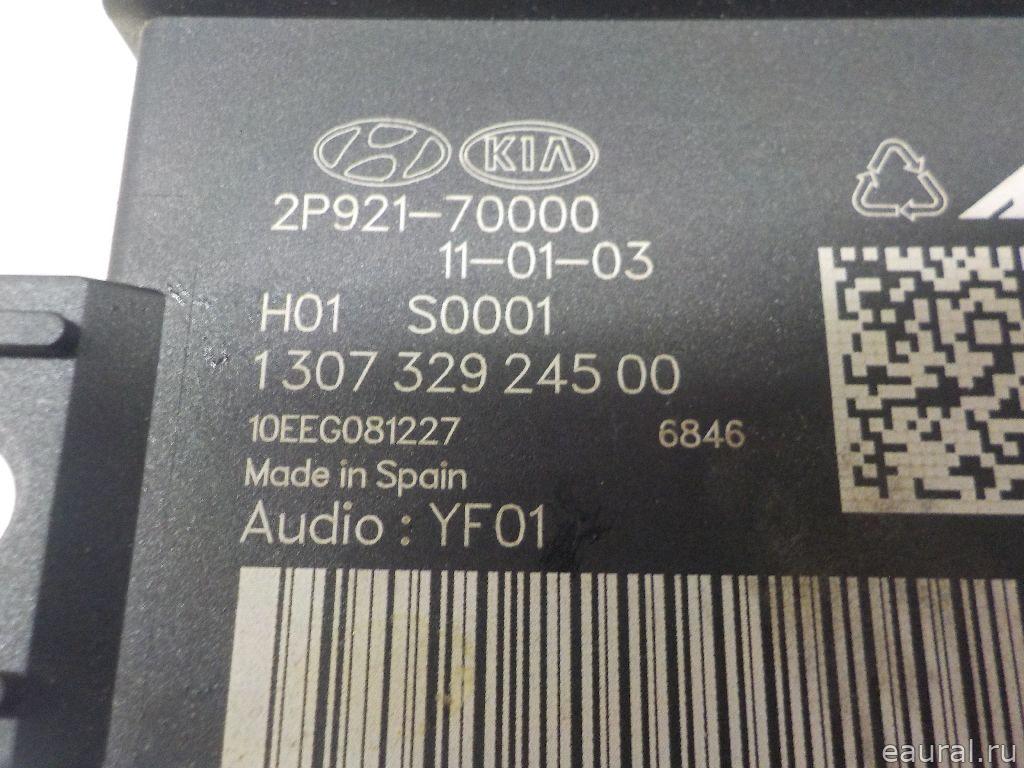 KIA
2P921-70000
11-01-03
H01 S0001
1 307 329 245 00
10EEG081227 6846
Made in Spain
Audio : YF01
eaural.ru